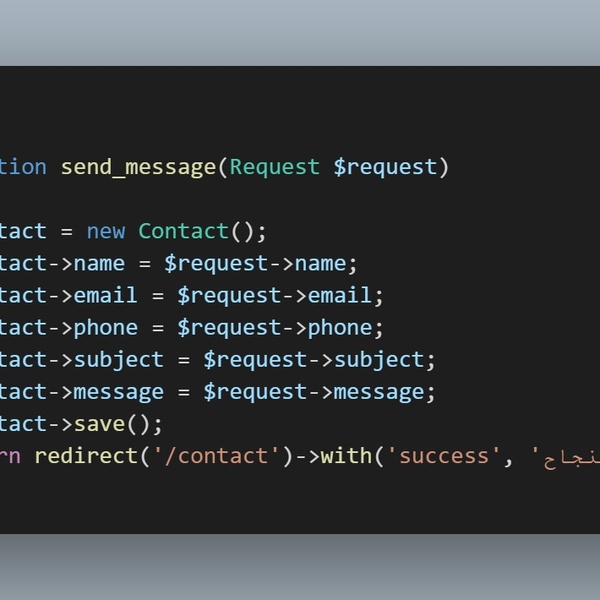 tion send_message(Request $request)
tact = new Contact();
tact->name = $request->name;
tact->email = $request->email;
tact->phone = $request->phone;
tact->subject = $request->subject;
tact->message = $request->message;
tact->save();
rn redirect('/contact')->with('success', '